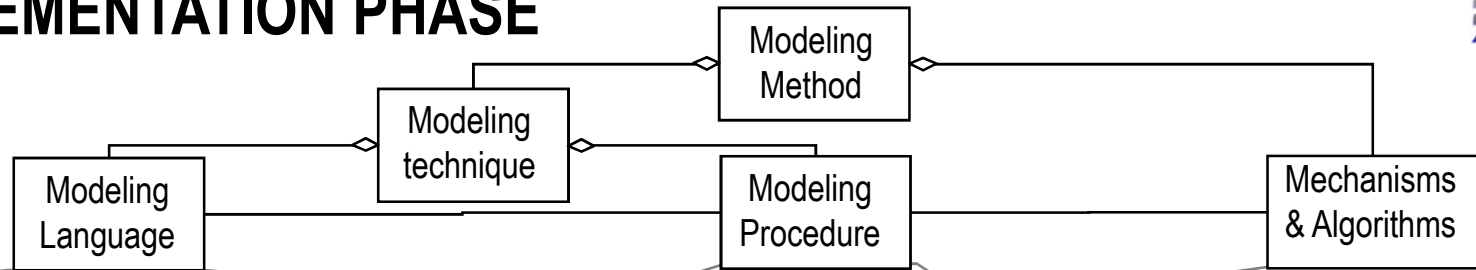 EMENTATION PHASE
Modeling
Method
Modeling
technique
Modeling
Language
Modeling
Procedure
Mechanisms
& Algorithms